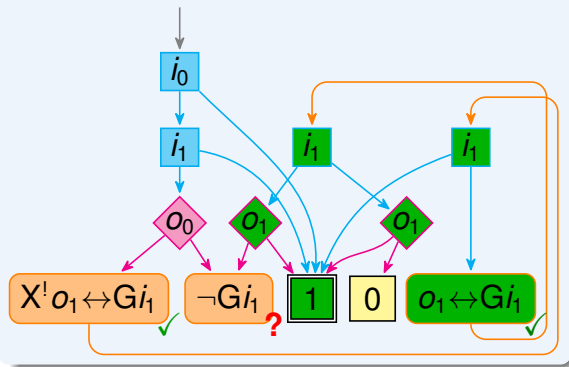 i₀
i₁ i₁ i₁
o₀ o₁ o₁
X!o₁↔Gi₁ ¬Gi₁ 1 0 o₁↔Gi₁
✓ ? ✓